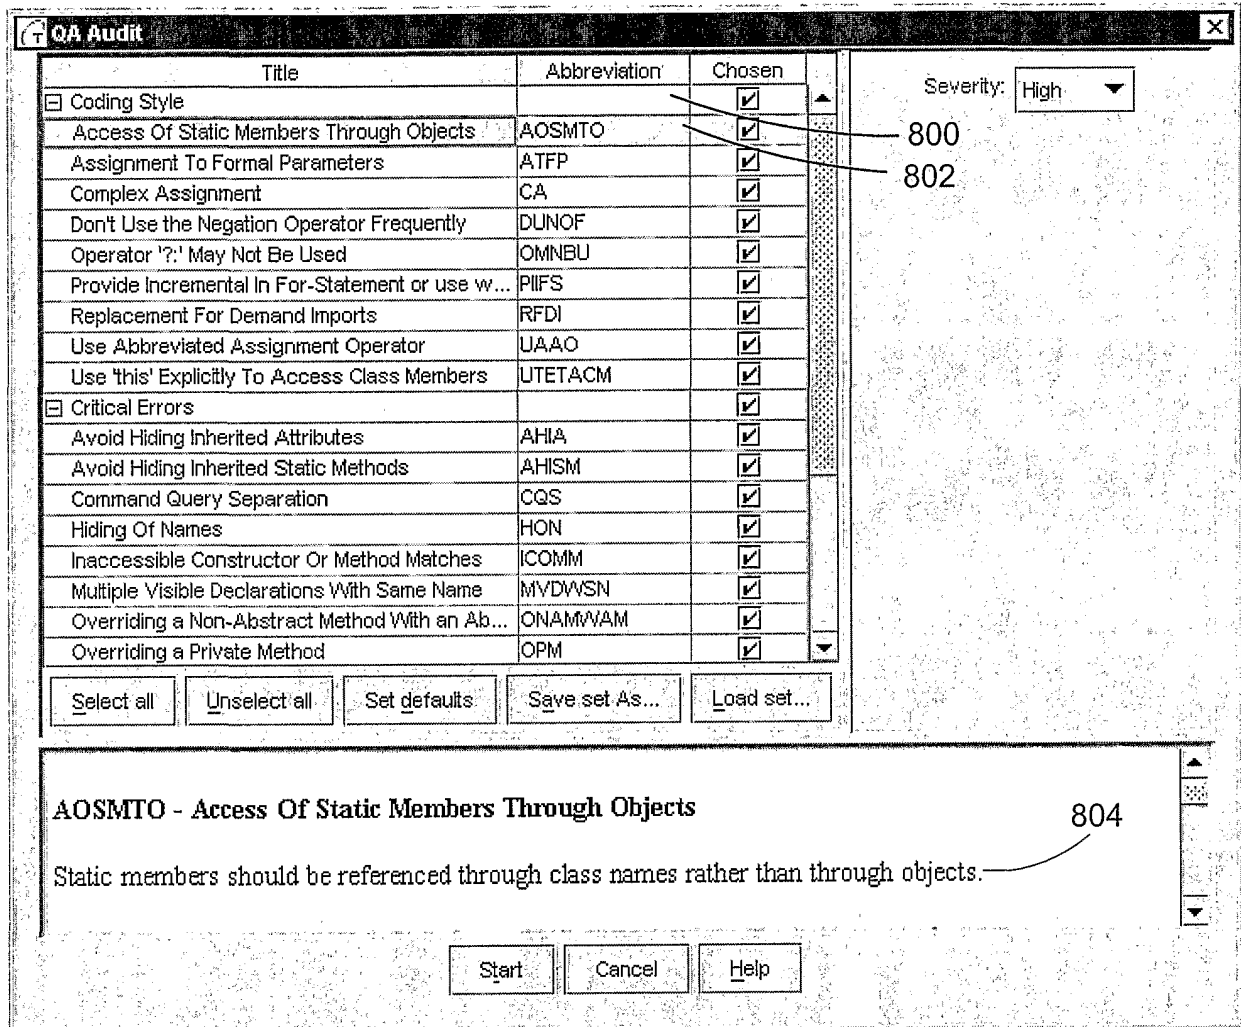 QA Audit
Title Abbreviation Chosen
Severity: High
Coding Style
800
Access Of Static Members Through Objects AOSMTO
802
Assignment To Formal Parameters ATFP
Complex Assignment CA
Don't Use the Negation Operator Frequently DUNOF
Operator '?:' May Not Be Used OMNBU
Provide Incremental In For-Statement or use w... PIIFS
Replacement For Demand Imports RFDI
Use Abbreviated Assignment Operator UAAO
Use 'this' Explicitly To Access Class Members UTETACM
Critical Errors
Avoid Hiding Inherited Attributes AHIA
Avoid Hiding Inherited Static Methods AHISM
Command Query Separation CQS
Hiding Of Names HON
Inaccessible Constructor Or Method Matches ICOMM
Multiple Visible Declarations With Same Name MVDWSN
Overriding a Non-Abstract Method With an Ab... ONAMWAM
Overriding a Private Method OPM
Select all Unselect all Set defaults Save set As... Load set...
AOSMTO - Access Of Static Members Through Objects
804
Static members should be referenced through class names rather than through objects.
Start Cancel Help